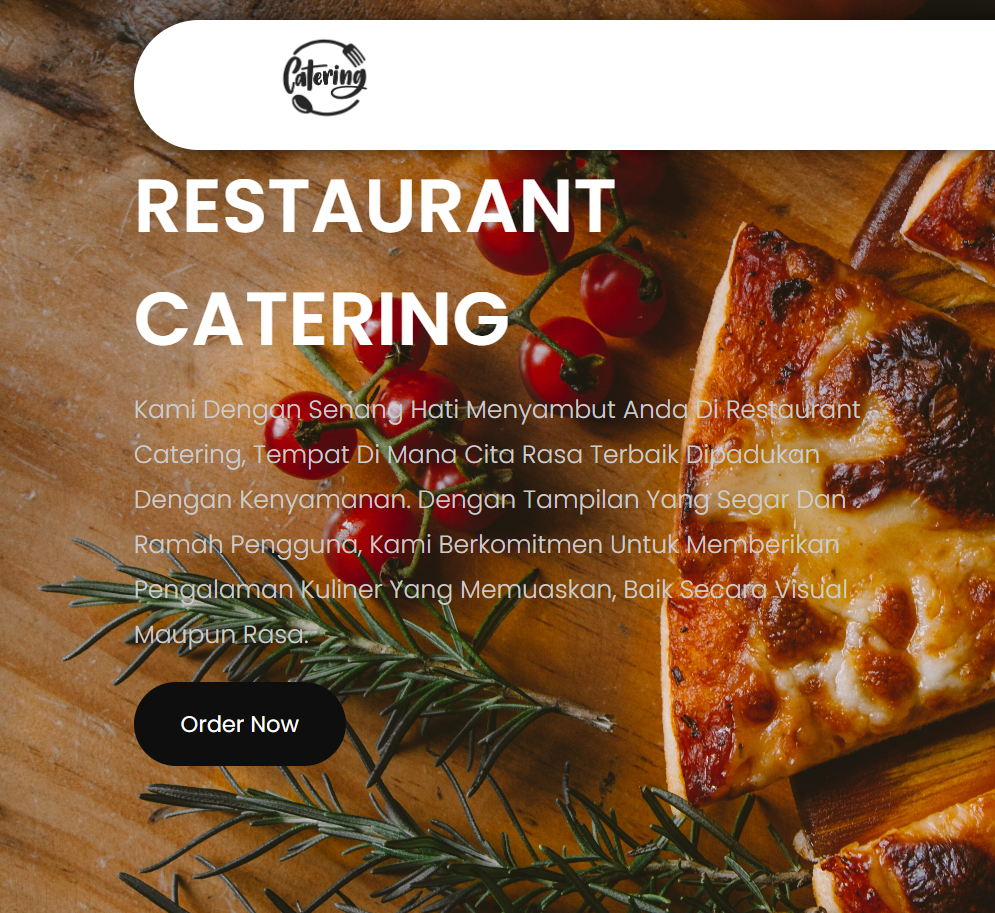 Catering
RESTAURANT
CATERING
Kami Dengan Senang Hati Menyambut Anda Di Restaurant
Catering, Tempat Di Mana Cita Rasa Terbaik Dipadukan
Dengan Kenyamanan. Dengan Tampilan Yang Segar Dan
Ramah Pengguna, Kami Berkomitmen Untuk Memberikan
Pengalaman Kuliner Yang Memuaskan, Baik Secara Visual
Maupun Rasa.
Order Now